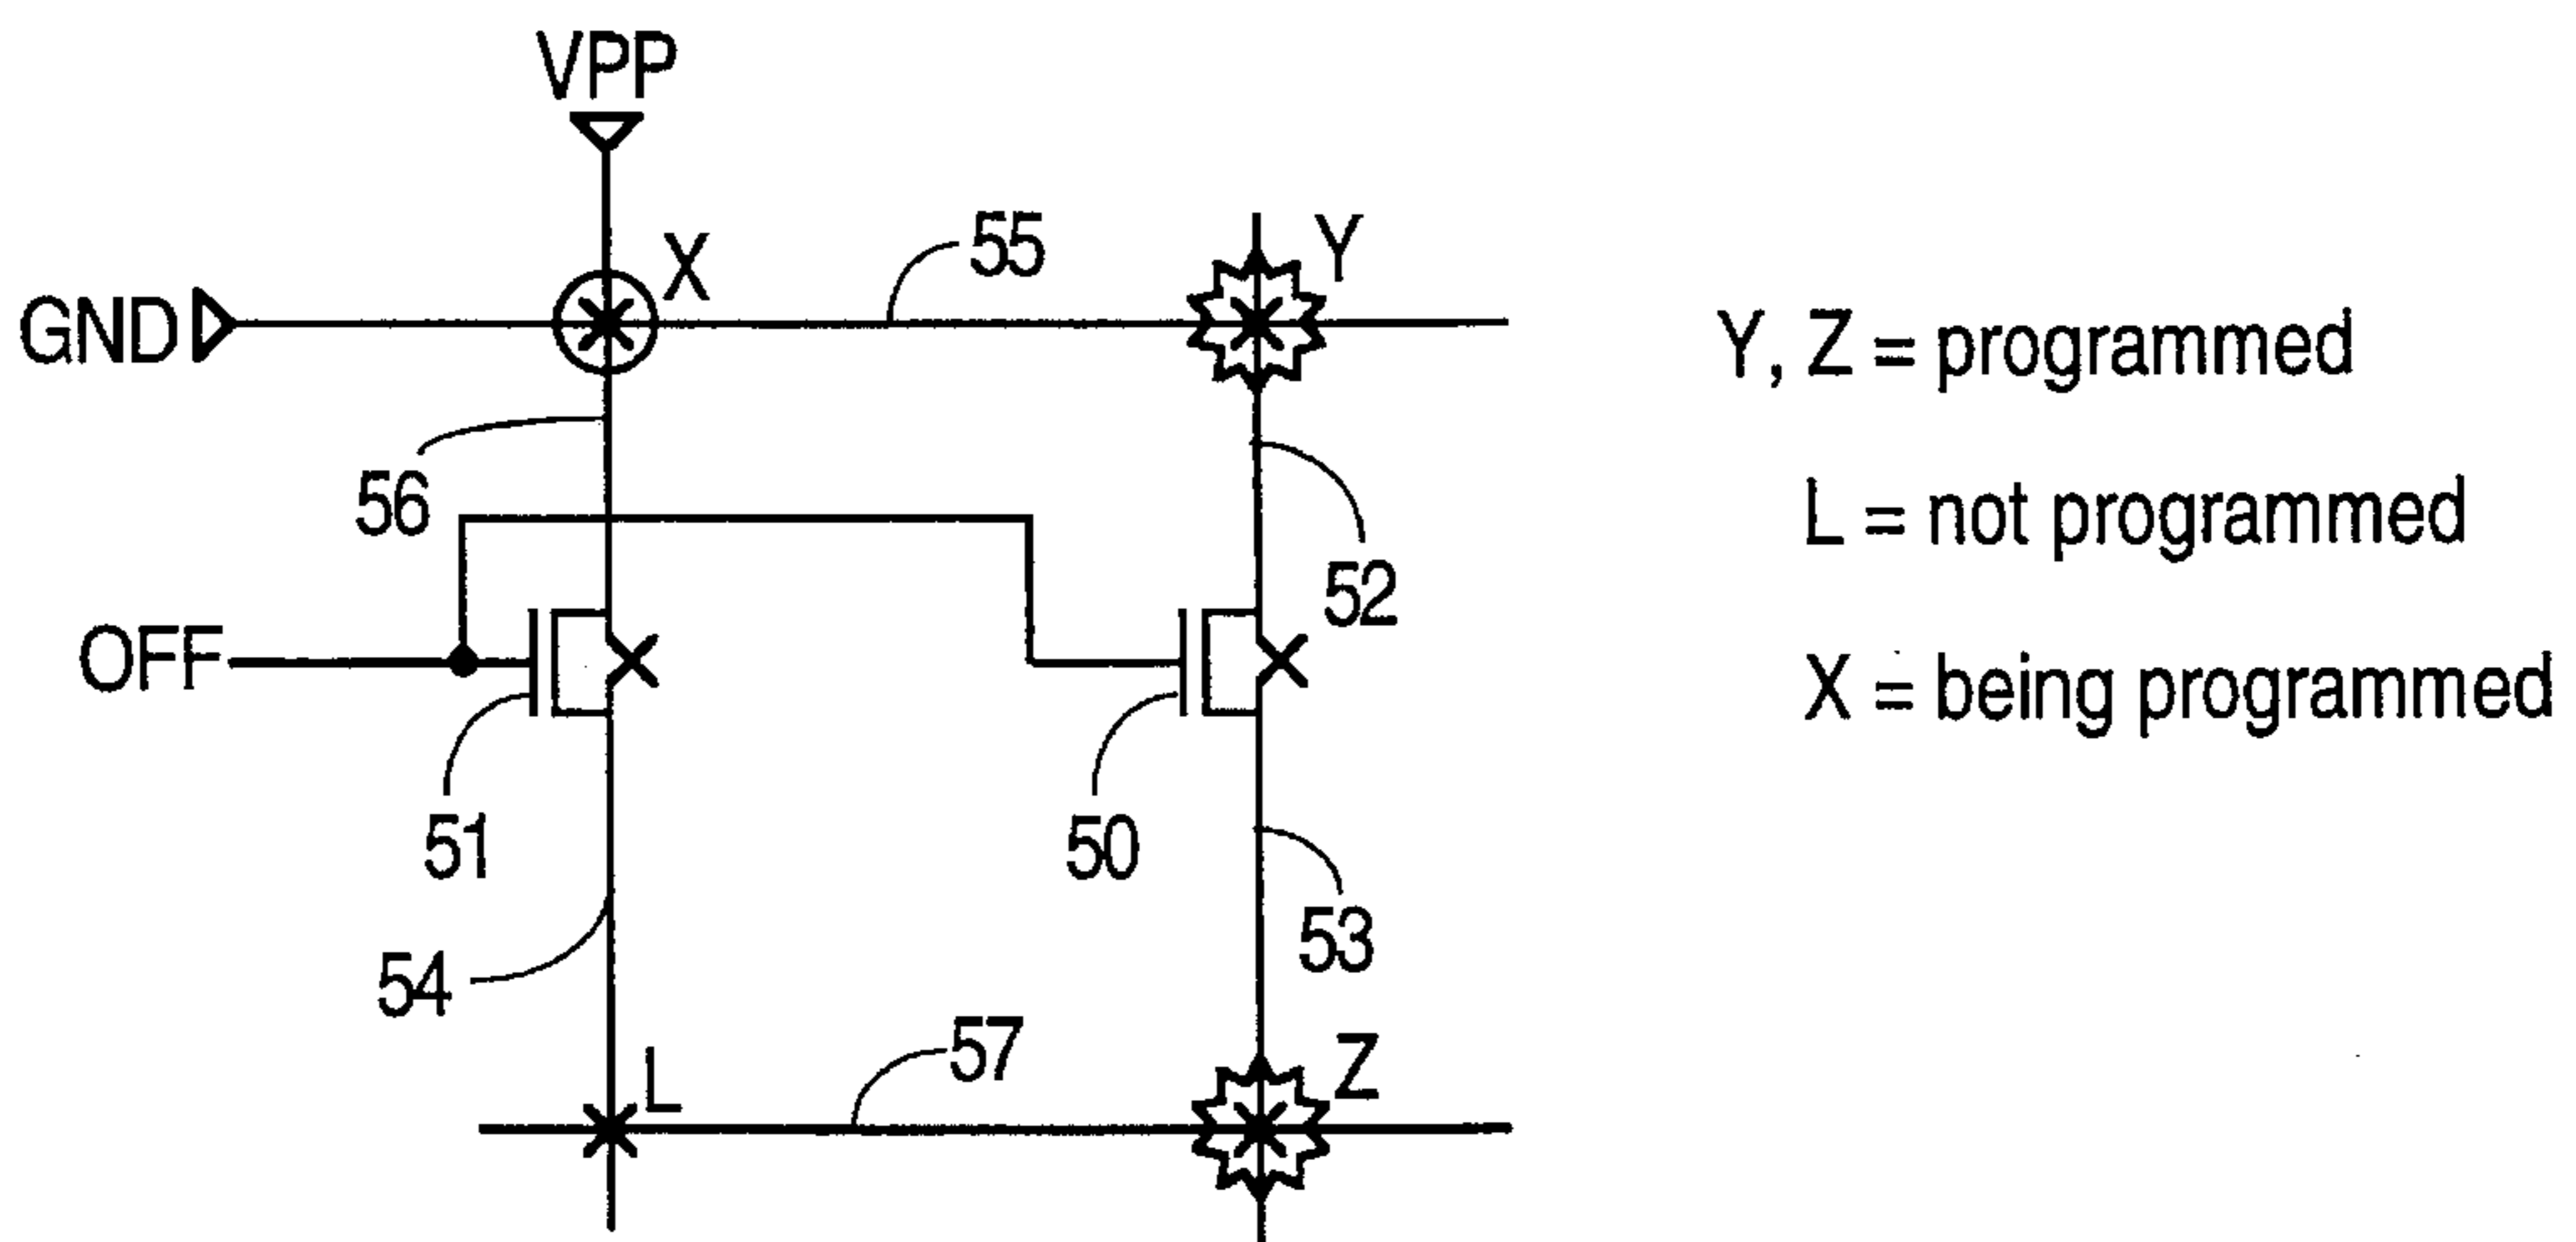 VPP
X
55
Y
GND
Y, Z = programmed
56
L = not programmed
52
OFF
X = being programmed
51
50
53
54
57
L
Z